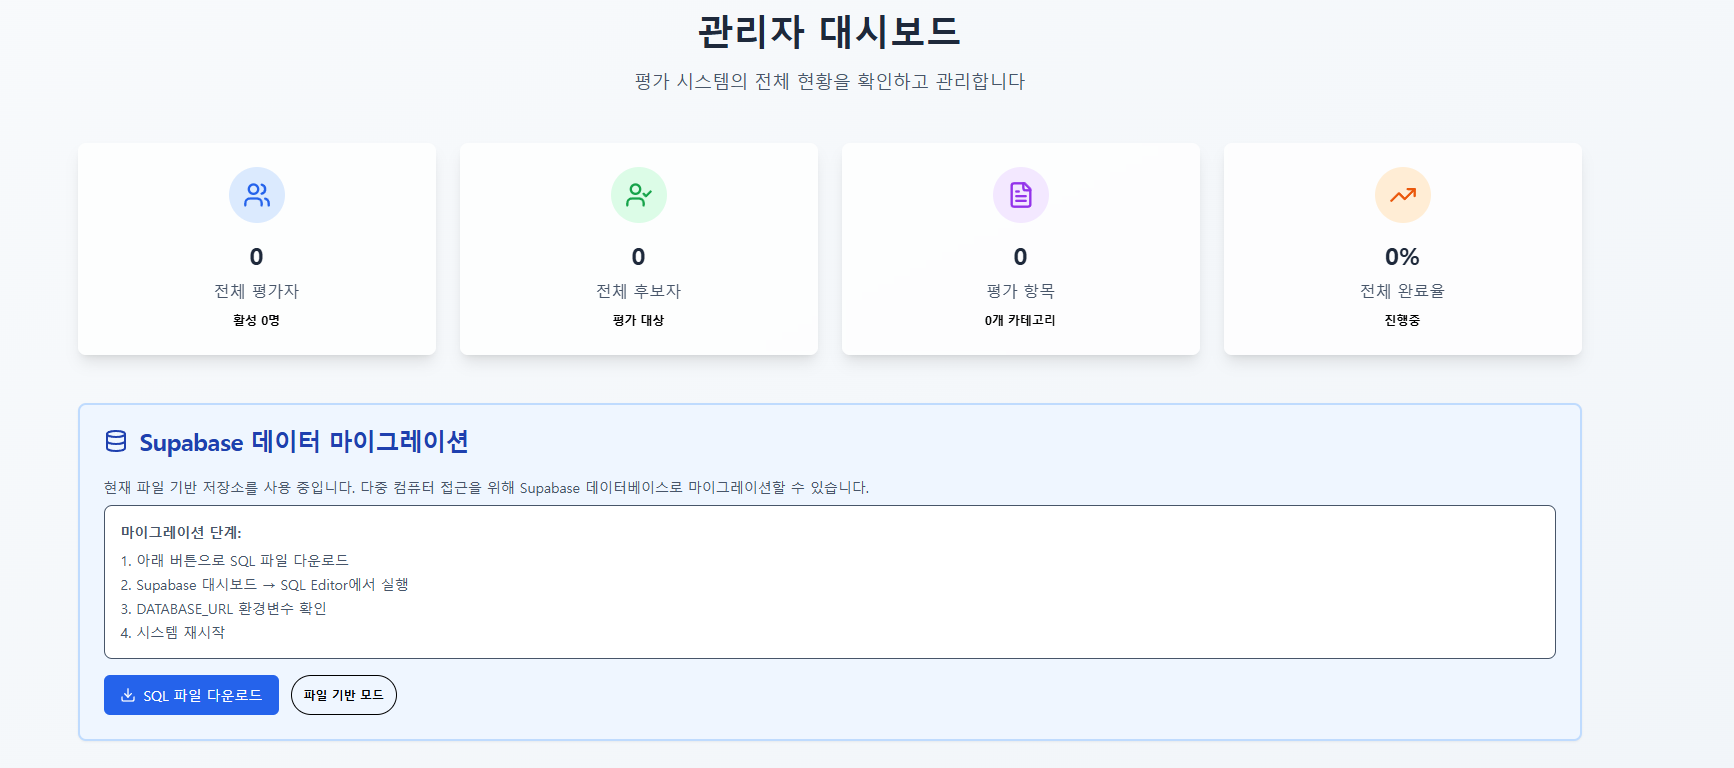 관리자 대시보드
평가 시스템의 전체 현황을 확인하고 관리합니다
0
전체 평가자
활성 0명
0
전체 후보자
평가 대상
0
평가 항목
0개 카테고리
0%
전체 완료율
진행중
Supabase 데이터 마이그레이션
현재 파일 기반 저장소를 사용 중입니다. 다중 컴퓨터 접근을 위해 Supabase 데이터베이스로 마이그레이션할 수 있습니다.
마이그레이션 단계:
1. 아래 버튼으로 SQL 파일 다운로드
2. Supabase 대시보드 → SQL Editor에서 실행
3. DATABASE_URL 환경변수 확인
4. 시스템 재시작
SQL 파일 다운로드
파일 기반 모드